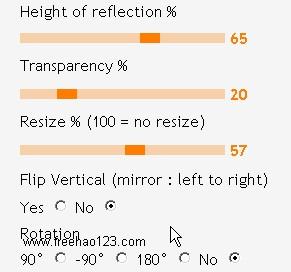 Height of reflection %
65
Transparency %
20
Resize % (100 = no resize)
57
Flip Vertical (mirror : left to right)
Yes No
Rotation
www.freehao123.com
90° -90° 180° No